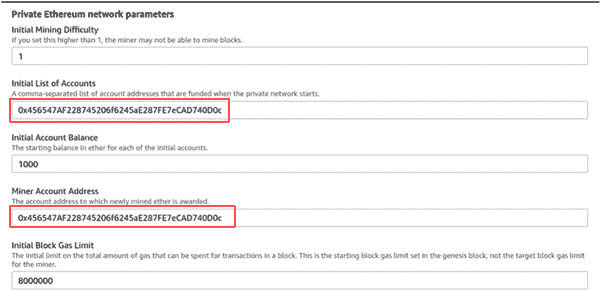 Private Ethereum network parameters
Initial Mining Difficulty
If you set this higher than 1, the miner may not be able to mine blocks.
1
Initial List of Accounts
A comma-separated list of account addresses that are funded when the private network starts.
0x456547AF228745206f6245aE287FE7eCAD740D0c
Initial Account Balance
The starting balance in ether for each of the initial accounts.
1000
Miner Account Address
The account address to which newly mined ether is awarded.
0x456547AF228745206f6245aE287FE7eCAD740D0c
Initial Block Gas Limit
The initial limit on the total amount of gas that can be spent for transactions in a block. This is the starting block gas limit set in the genesis block, not the target block gas limit
for the miner.
8000000